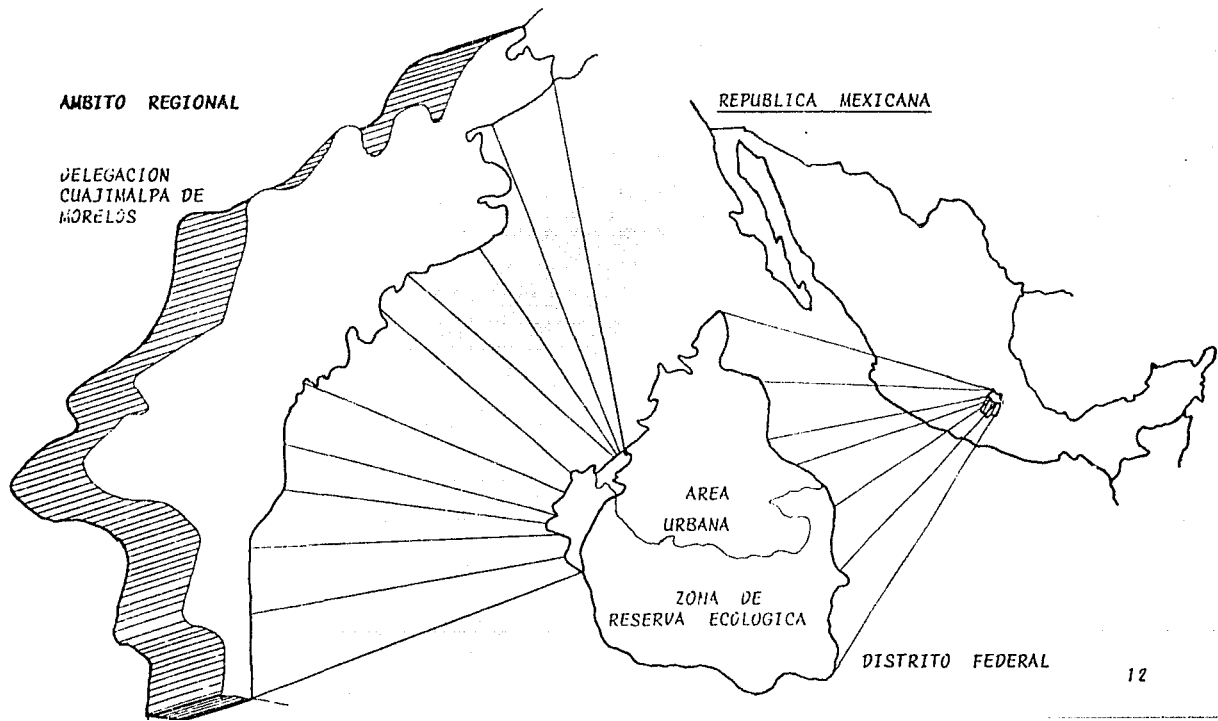 AMBITO REGIONAL
DELEGACION
CUAJIMALPA DE
MORELOS
REPUBLICA MEXICANA
AREA
URBANA
ZONA DE
RESERVA ECOLOGICA
DISTRITO FEDERAL
12